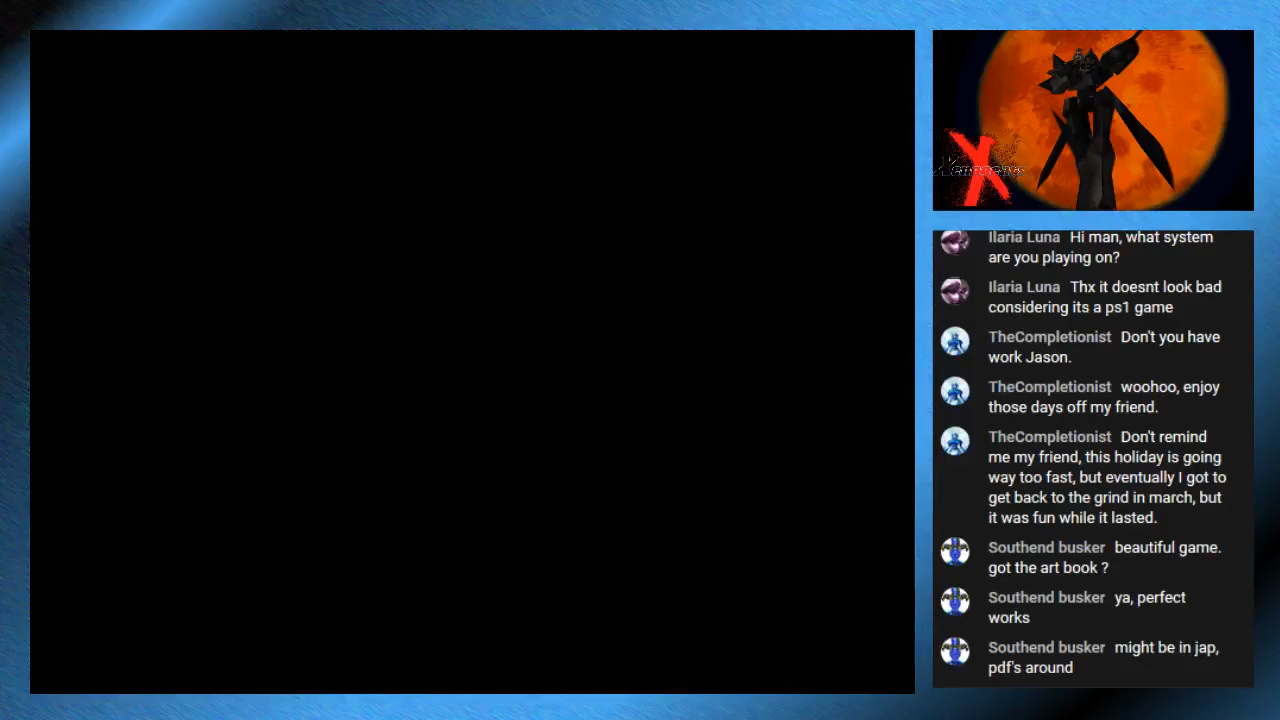 Xenogears
Ilaria Luna Hi man, what system
are you playing on?
Ilaria Luna Thx it doesnt look bad
considering its a ps1 game
TheCompletionist Don't you have
work Jason.
TheCompletionist woohoo, enjoy
those days off my friend.
TheCompletionist Don't remind
me my friend, this holiday is going
way too fast, but eventually I got to
get back to the grind in march, but
it was fun while it lasted.
Southend busker beautiful game.
got the art book ?
Southend busker ya, perfect
works
Southend busker might be in jap,
pdf's around